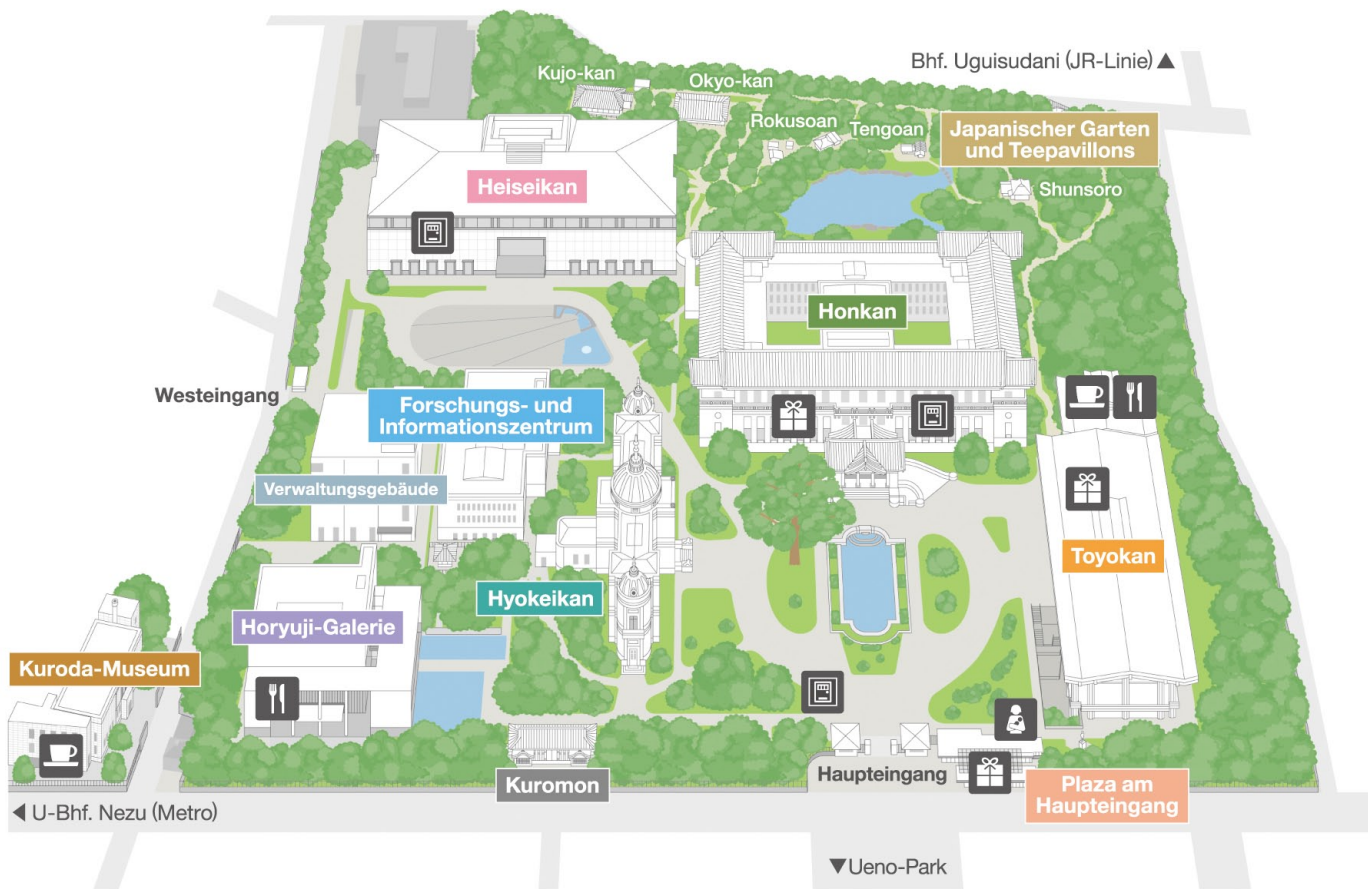 Bhf. Uguisudani (JR-Linie) ▲
Kujo-kan
Okyo-kan
Rokusoan
Tengoan
Japanischer Garten
und Teepavillons
Heiseikan
Shunsoro
Honkan
Westeingang
Forschungs- und
Informationszentrum
Verwaltungsgebäude
Toyokan
Hyokeikan
Horyuji-Galerie
Kuroda-Museum
Haupteingang
Kuromon
Plaza am
Haupteingang
◀ U-Bhf. Nezu (Metro)
▼Ueno-Park